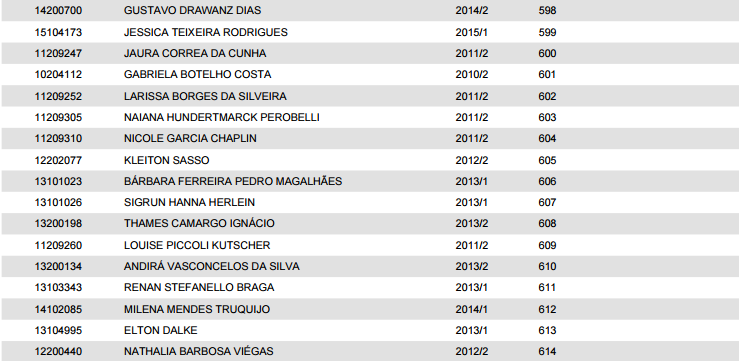 14200700 GUSTAVO DRAWANZ DIAS 2014/2 598
15104173 JESSICA TEIXEIRA RODRIGUES 2015/1 599
11209247 JAURA CORREA DA CUNHA 2011/2 600
10204112 GABRIELA BOTELHO COSTA 2010/2 601
11209252 LARISSA BORGES DA SILVEIRA 2011/2 602
11209305 NAIANA HUNDERTMARCK PEROBELLI 2011/2 603
11209310 NICOLE GARCIA CHAPLIN 2011/2 604
12202077 KLEITON SASSO 2012/2 605
13101023 BÁRBARA FERREIRA PEDRO MAGALHÃES 2013/1 606
13101026 SIGRUN HANNA HERLEIN 2013/1 607
13200198 THAMES CAMARGO IGNÁCIO 2013/2 608
11209260 LOUISE PICCOLI KUTSCHER 2011/2 609
13200134 ANDIRÁ VASCONCELOS DA SILVA 2013/2 610
13103343 RENAN STEFANELLO BRAGA 2013/1 611
14102085 MILENA MENDES TRUQUIJO 2014/1 612
13104995 ELTON DALKE 2013/1 613
12200440 NATHALIA BARBOSA VIÉGAS 2012/2 614